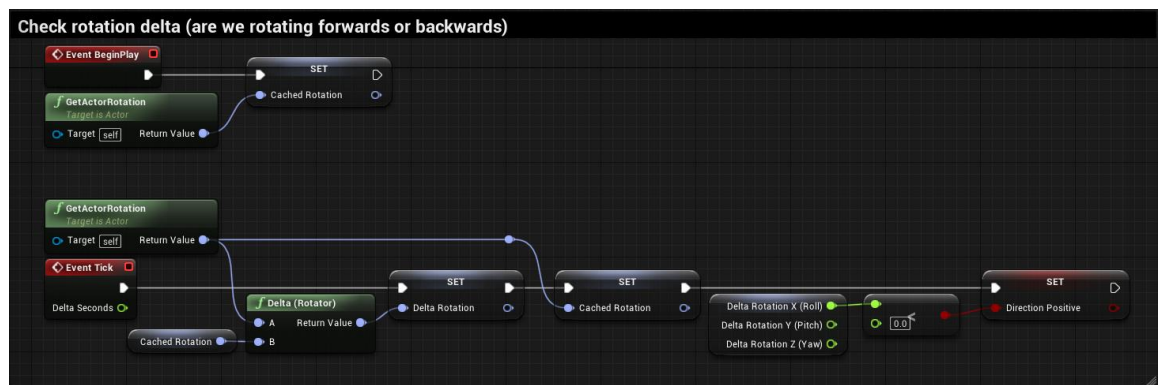 Check rotation delta (are we rotating forwards or backwards)
Event BeginPlay
SET
Cached Rotation
GetActorRotation
Target is Actor
Target self Return Value
GetActorRotation
Target is Actor
Target self Return Value
Event Tick
Delta Seconds
Cached Rotation
Delta (Rotator)
A Return Value
B
SET
Delta Rotation
SET
Cached Rotation
Delta Rotation X (Roll)
Delta Rotation Y (Pitch)
Delta Rotation Z (Yaw)
<
0.0
SET
Direction Positive